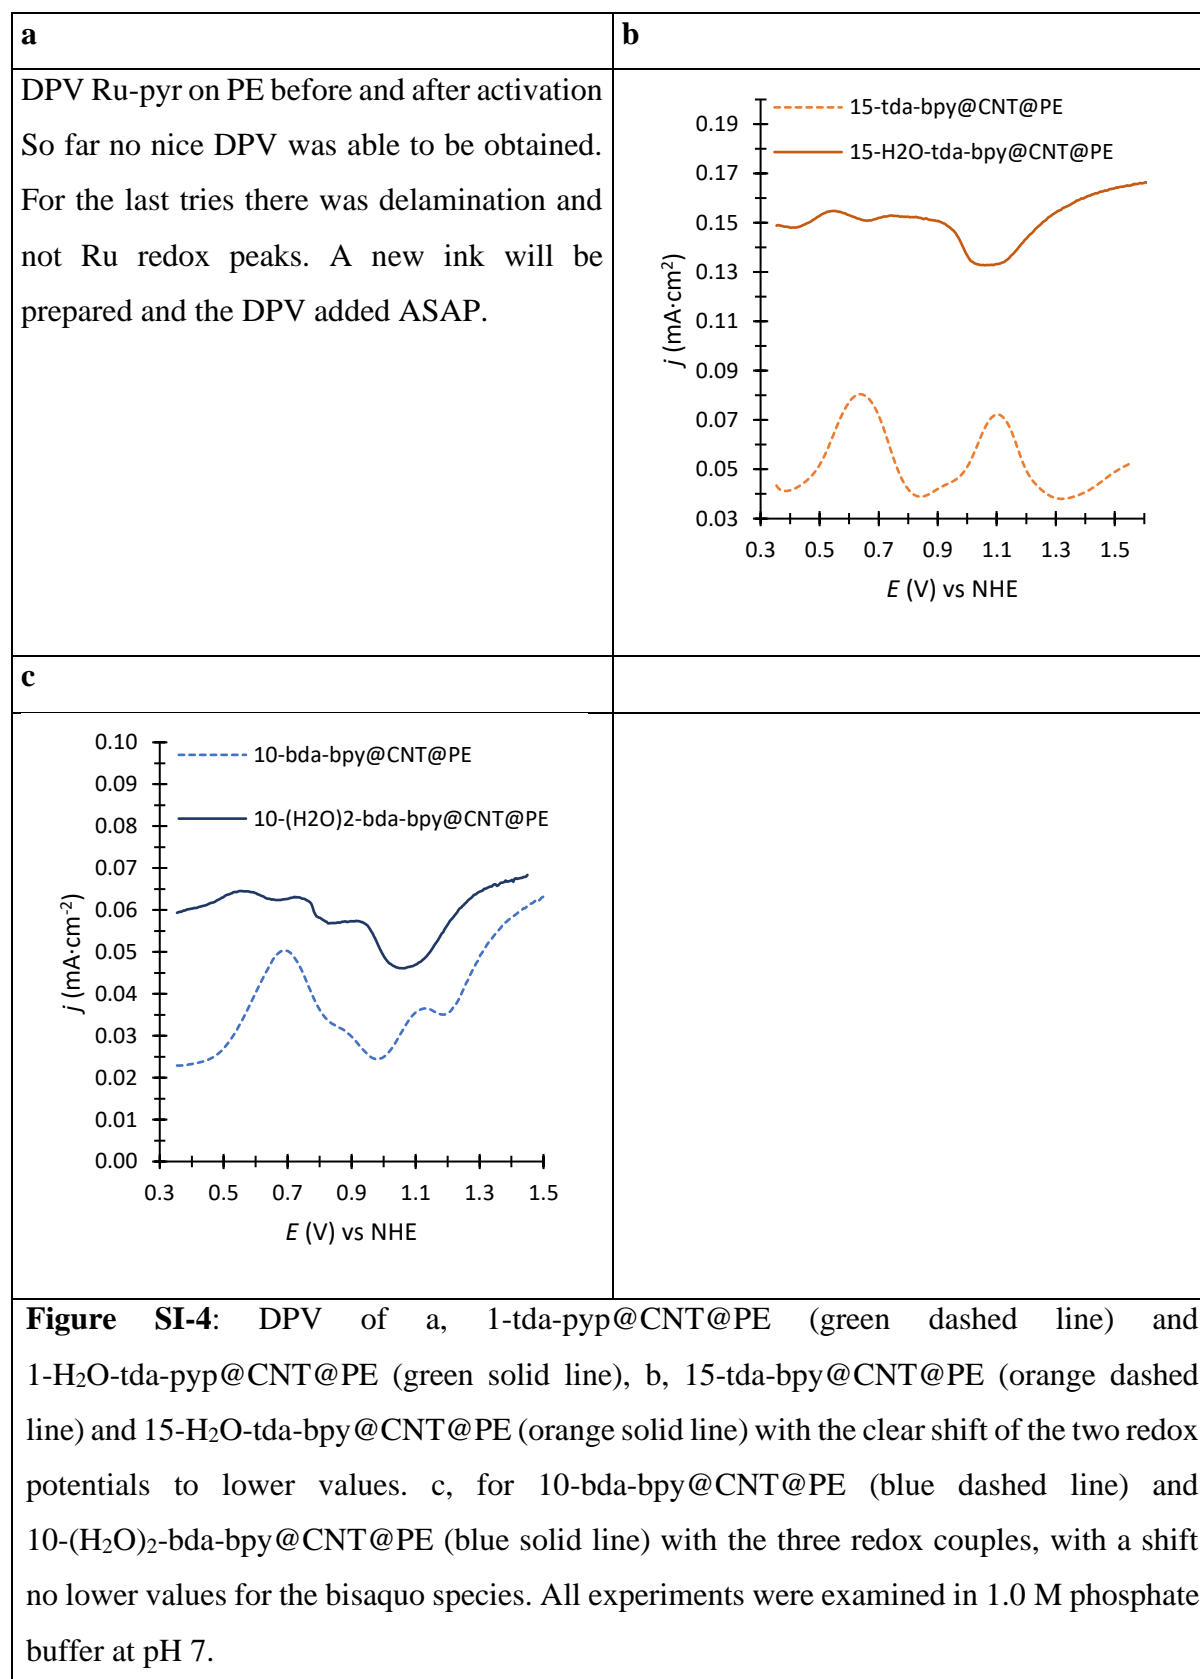 a
b
DPV Ru-pyr on PE before and after activation
So far no nice DPV was able to be obtained.
For the last tries there was delamination and
not Ru redox peaks. A new ink will be
prepared and the DPV added ASAP.
15-tda-bpy@CNT@PE
15-H2O-tda-bpy@CNT@PE
0.19
0.17
0.15
0.13
0.11
0.09
0.07
0.05
0.03
j (mA·cm²)
0.3 0.5 0.7 0.9 1.1 1.3 1.5
E (V) vs NHE
c
10-bda-bpy@CNT@PE
10-(H2O)2-bda-bpy@CNT@PE
0.10
0.09
0.08
0.07
0.06
0.05
0.04
0.03
0.02
0.01
0.00
j (mA·cm⁻²)
0.3 0.5 0.7 0.9 1.1 1.3 1.5
E (V) vs NHE
Figure SI-4: DPV of a, 1-tda-pyp@CNT@PE (green dashed line) and
1-H₂O-tda-pyp@CNT@PE (green solid line), b, 15-tda-bpy@CNT@PE (orange dashed
line) and 15-H₂O-tda-bpy@CNT@PE (orange solid line) with the clear shift of the two redox
potentials to lower values. c, for 10-bda-bpy@CNT@PE (blue dashed line) and
10-(H₂O)₂-bda-bpy@CNT@PE (blue solid line) with the three redox couples, with a shift
no lower values for the bisaquo species. All experiments were examined in 1.0 M phosphate
buffer at pH 7.